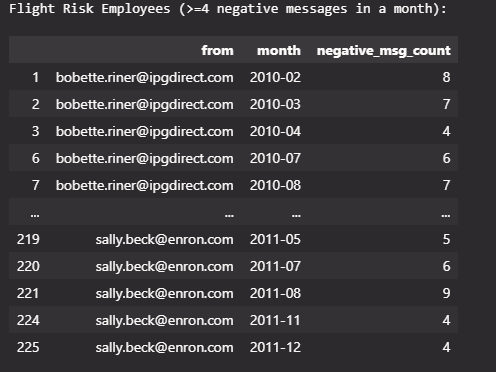 Flight Risk Employees (>=4 negative messages in a month):
from month negative_msg_count
1 bobette.riner@ipgdirect.com 2010-02 8
2 bobette.riner@ipgdirect.com 2010-03 7
3 bobette.riner@ipgdirect.com 2010-04 4
6 bobette.riner@ipgdirect.com 2010-07 6
7 bobette.riner@ipgdirect.com 2010-08 7
... ... ... ...
219 sally.beck@enron.com 2011-05 5
220 sally.beck@enron.com 2011-07 6
221 sally.beck@enron.com 2011-08 9
224 sally.beck@enron.com 2011-11 4
225 sally.beck@enron.com 2011-12 4